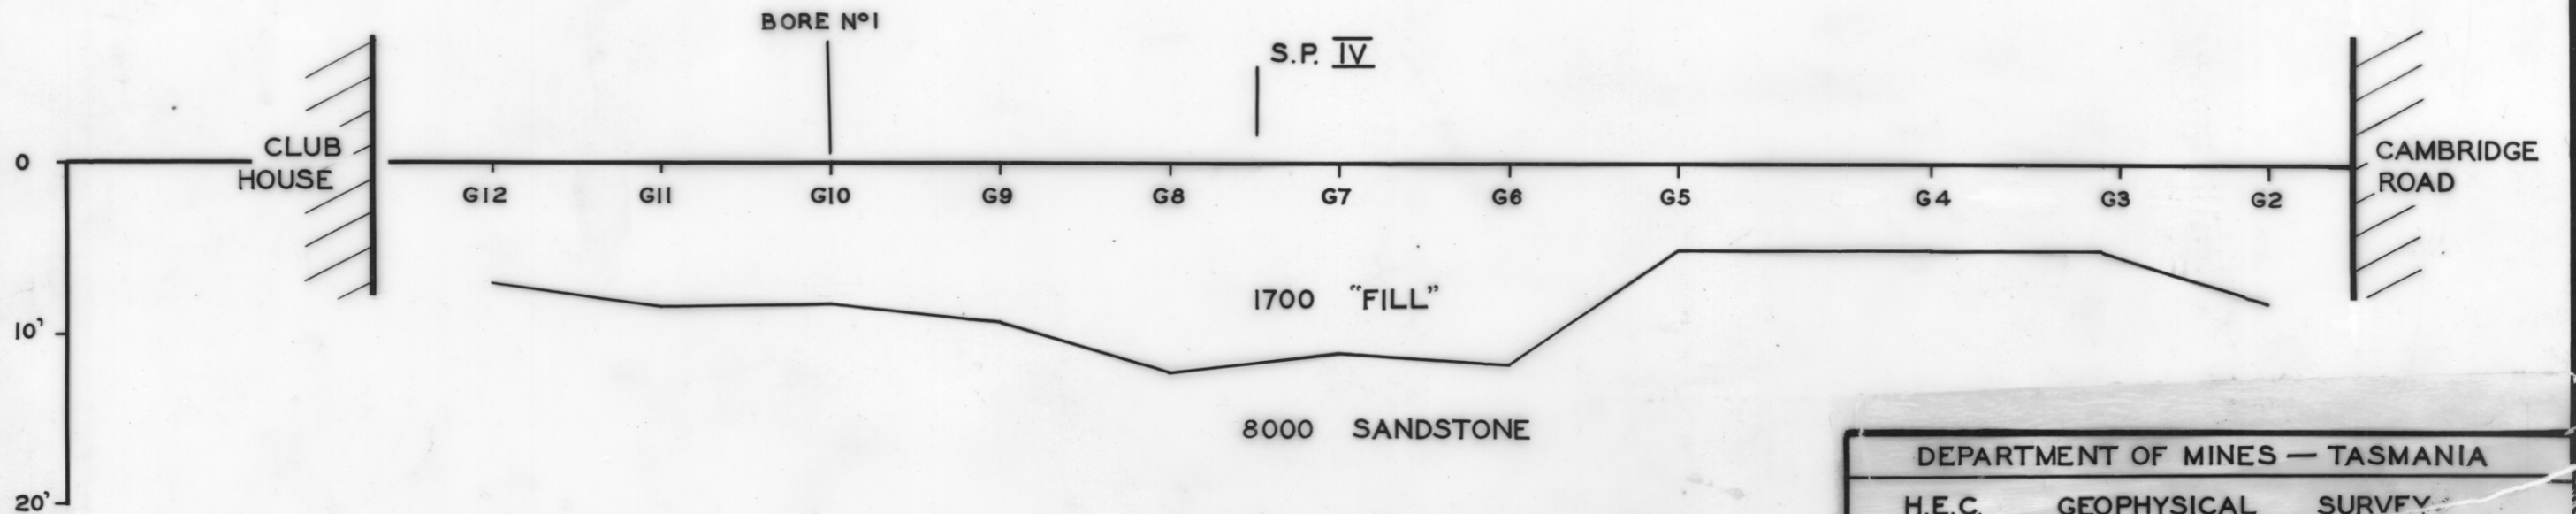 BORE Nº1
S.P. IV
CLUB
HOUSE
CAMBRIDGE
ROAD
0
G12 G11 G10 G9 G8 G7 G6 G5 G4 G3 G2
1700 "FILL"
10'
8000 SANDSTONE
20'
DEPARTMENT OF MINES — TASMANIA
H.E.C. GEOPHYSICAL SURVEY